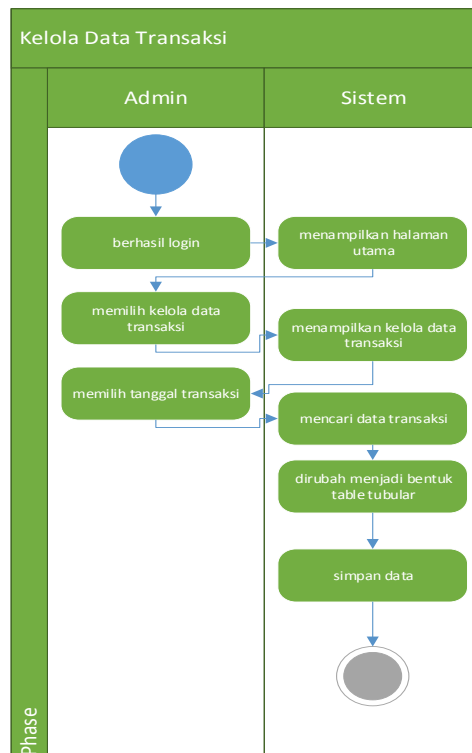 Kelola Data Transaksi
Admin
Sistem
berhasil login
menampilkan halaman
utama
memilih kelola data
transaksi
menampilkan kelola data
transaksi
memilih tanggal transaksi
mencari data transaksi
dirubah menjadi bentuk
table tubular
simpan data
Phase